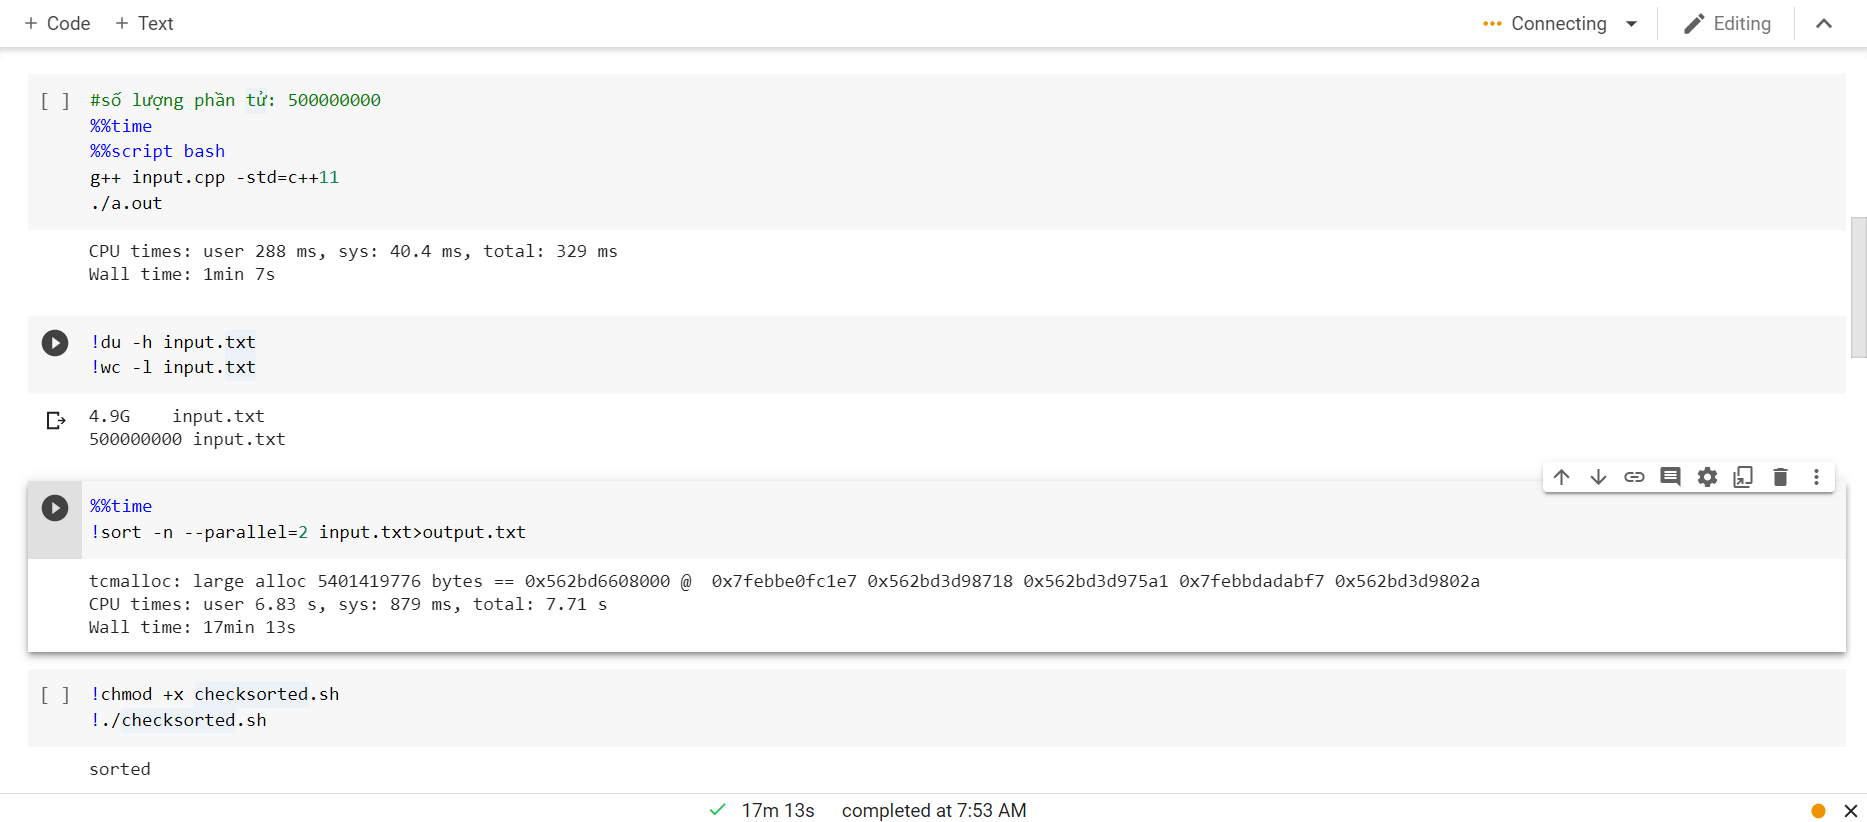 + Code + Text
Connecting
Editing
[ ] #số lượng phần tử: 500000000
%%time
%%script bash
g++ input.cpp -std=c++11
./a.out
CPU times: user 288 ms, sys: 40.4 ms, total: 329 ms
Wall time: 1min 7s
!du -h input.txt
!wc -l input.txt
4.9G input.txt
500000000 input.txt
%%time
!sort -n --parallel=2 input.txt>output.txt
tcmalloc: large alloc 5401419776 bytes == 0x562bd6608000 @ 0x7febbe0fc1e7 0x562bd3d98718 0x562bd3d975a1 0x7febbdadabf7 0x562bd3d9802a
CPU times: user 6.83 s, sys: 879 ms, total: 7.71 s
Wall time: 17min 13s
[ ] !chmod +x checksorted.sh
!./checksorted.sh
sorted
17m 13s completed at 7:53 AM